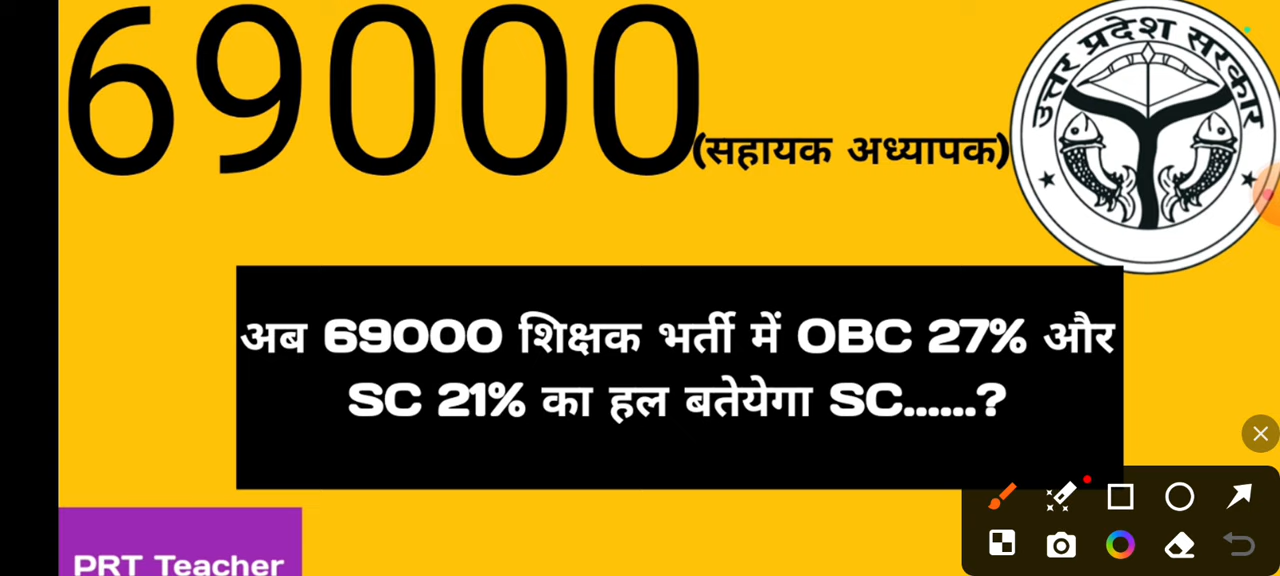 69000
(सहायक अध्यापक)
उत्तर प्रदेश सरकार
अब 69000 शिक्षक भर्ती में OBC 27% और
SC 21% का हल बतेयेगा SC......?
PRT Teacher